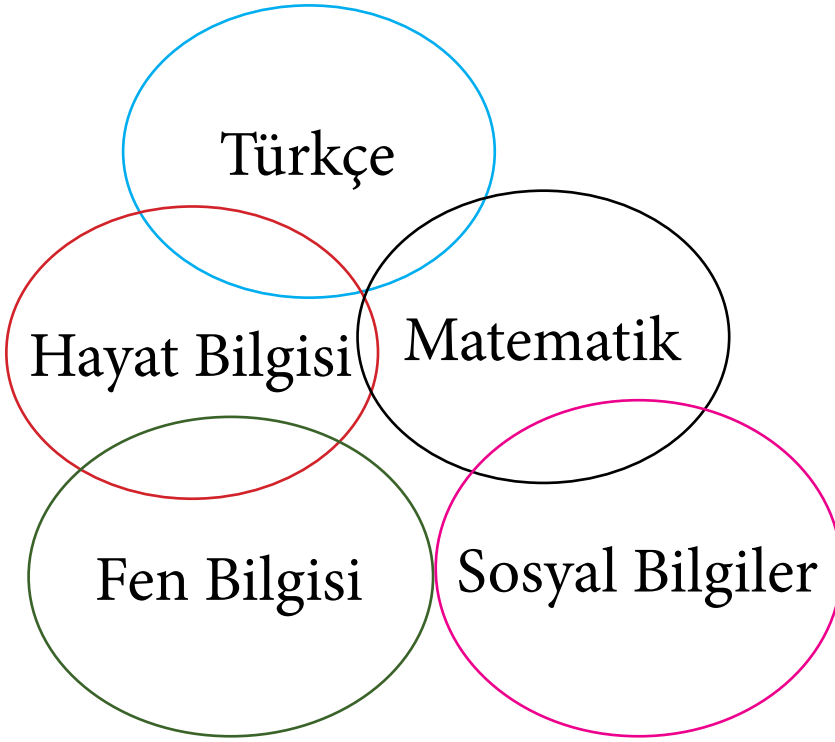 Türkçe
Hayat Bilgisi
Matematik
Fen Bilgisi
Sosyal Bilgiler